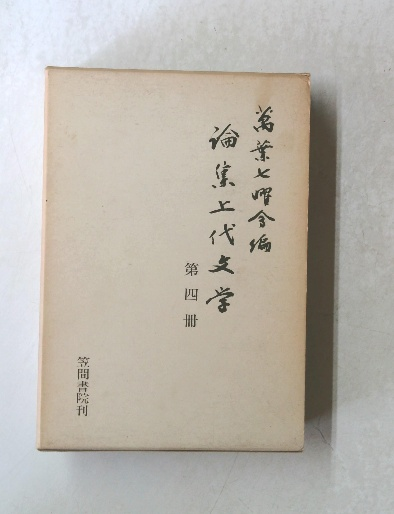 萬葉七曜会編
論集上代文学
第四冊
笠間書院刊